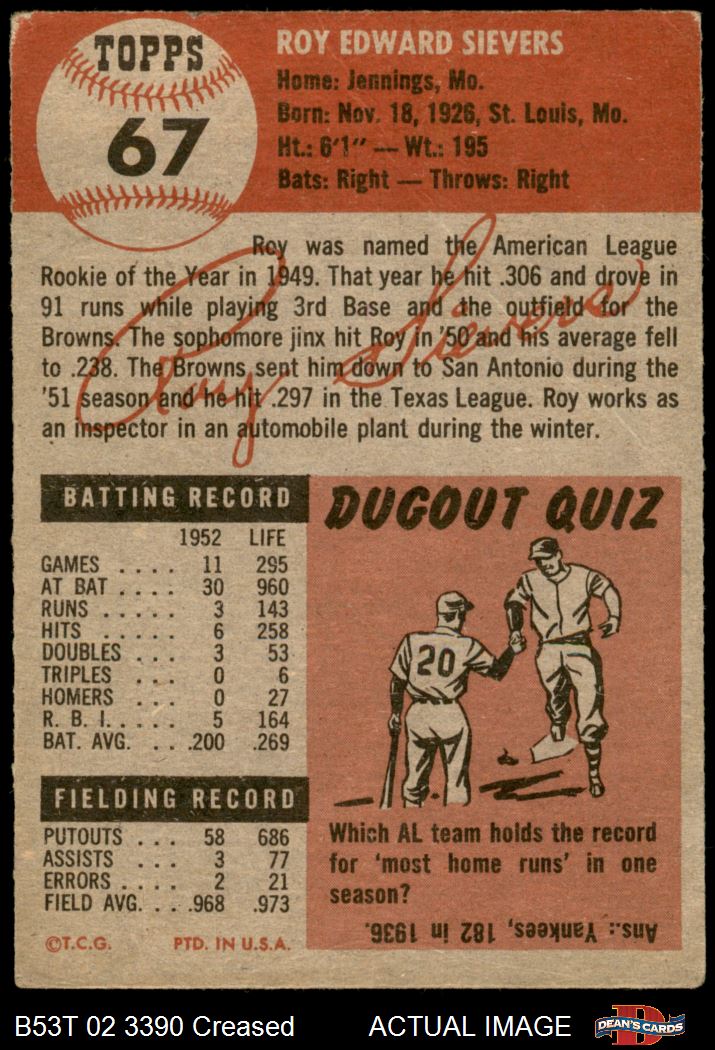 TOPPS
67
ROY EDWARD SIEVERS
Home: Jennings, Mo.
Born: Nov. 18, 1926, St. Louis, Mo.
Ht.: 6'1" — Wt.: 195
Bats: Right — Throws: Right
Roy was named the American League
Rookie of the Year in 1949. That year he hit .306 and drove in
91 runs while playing 3rd Base and the outfield for the
Browns. The sophomore jinx hit Roy in '50 and his average fell
to .238. The Browns sent him down to San Antonio during the
'51 season and he hit .297 in the Texas League. Roy works as
an inspector in an automobile plant during the winter.
Roy Sievers
BATTING RECORD
1952 LIFE
GAMES .... 11 295
AT BAT .... 30 960
RUNS ..... 3 143
HITS ..... 6 258
DOUBLES ... 3 53
TRIPLES ... 0 6
HOMERS ... 0 27
R. B. I. .... 5 164
BAT. AVG. ... .200 .269
FIELDING RECORD
PUTOUTS ... 58 686
ASSISTS ... 3 77
ERRORS .... 2 21
FIELD AVG. .. .968 .973
©T.C.G. PTD. IN U.S.A.
DUGOUT QUIZ
20
Which AL team holds the record
for 'most home runs' in one
season?
Ans.: Yankees, 182 in 1936.
B53T 02 3390 Creased ACTUAL IMAGE
D
DEAN'S CARDS